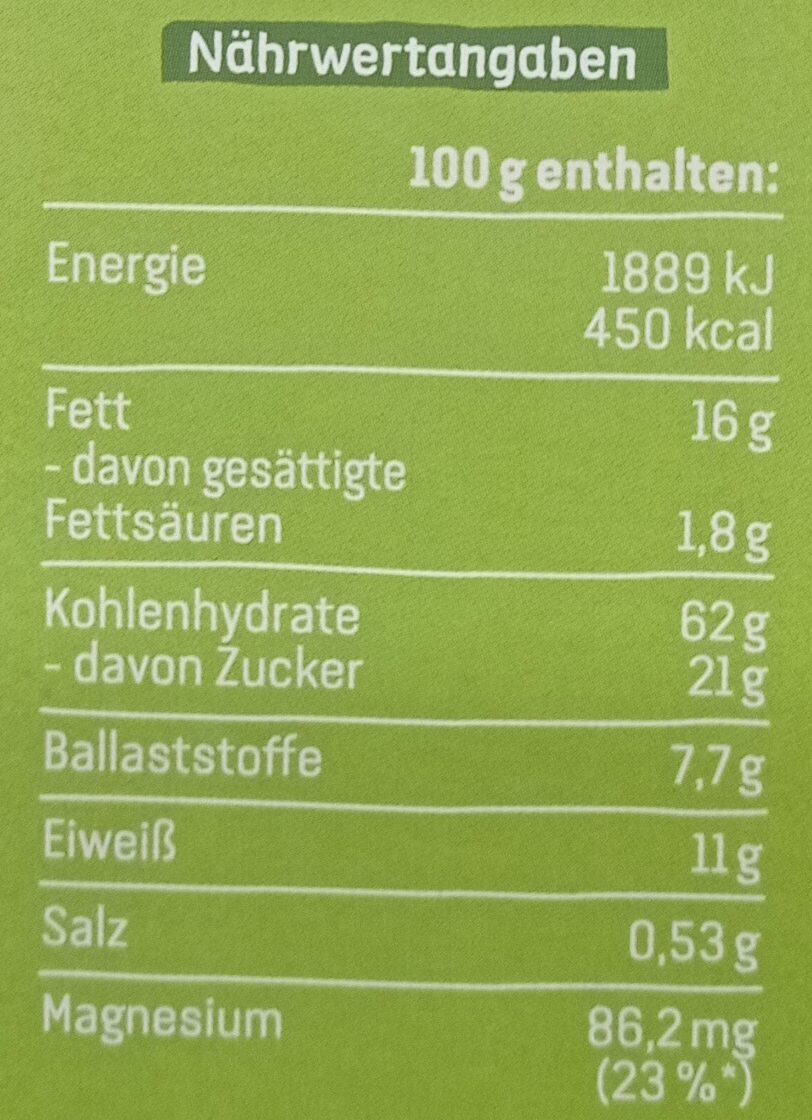 Nährwertangaben
100 g enthalten:
Energie 1889 kJ
450 kcal
Fett 16 g
- davon gesättigte
Fettsäuren 1,8 g
Kohlenhydrate 62 g
- davon Zucker 21 g
Ballaststoffe 7,7 g
Eiweiß 11 g
Salz 0,53 g
Magnesium 86,2 mg
(23 %*)